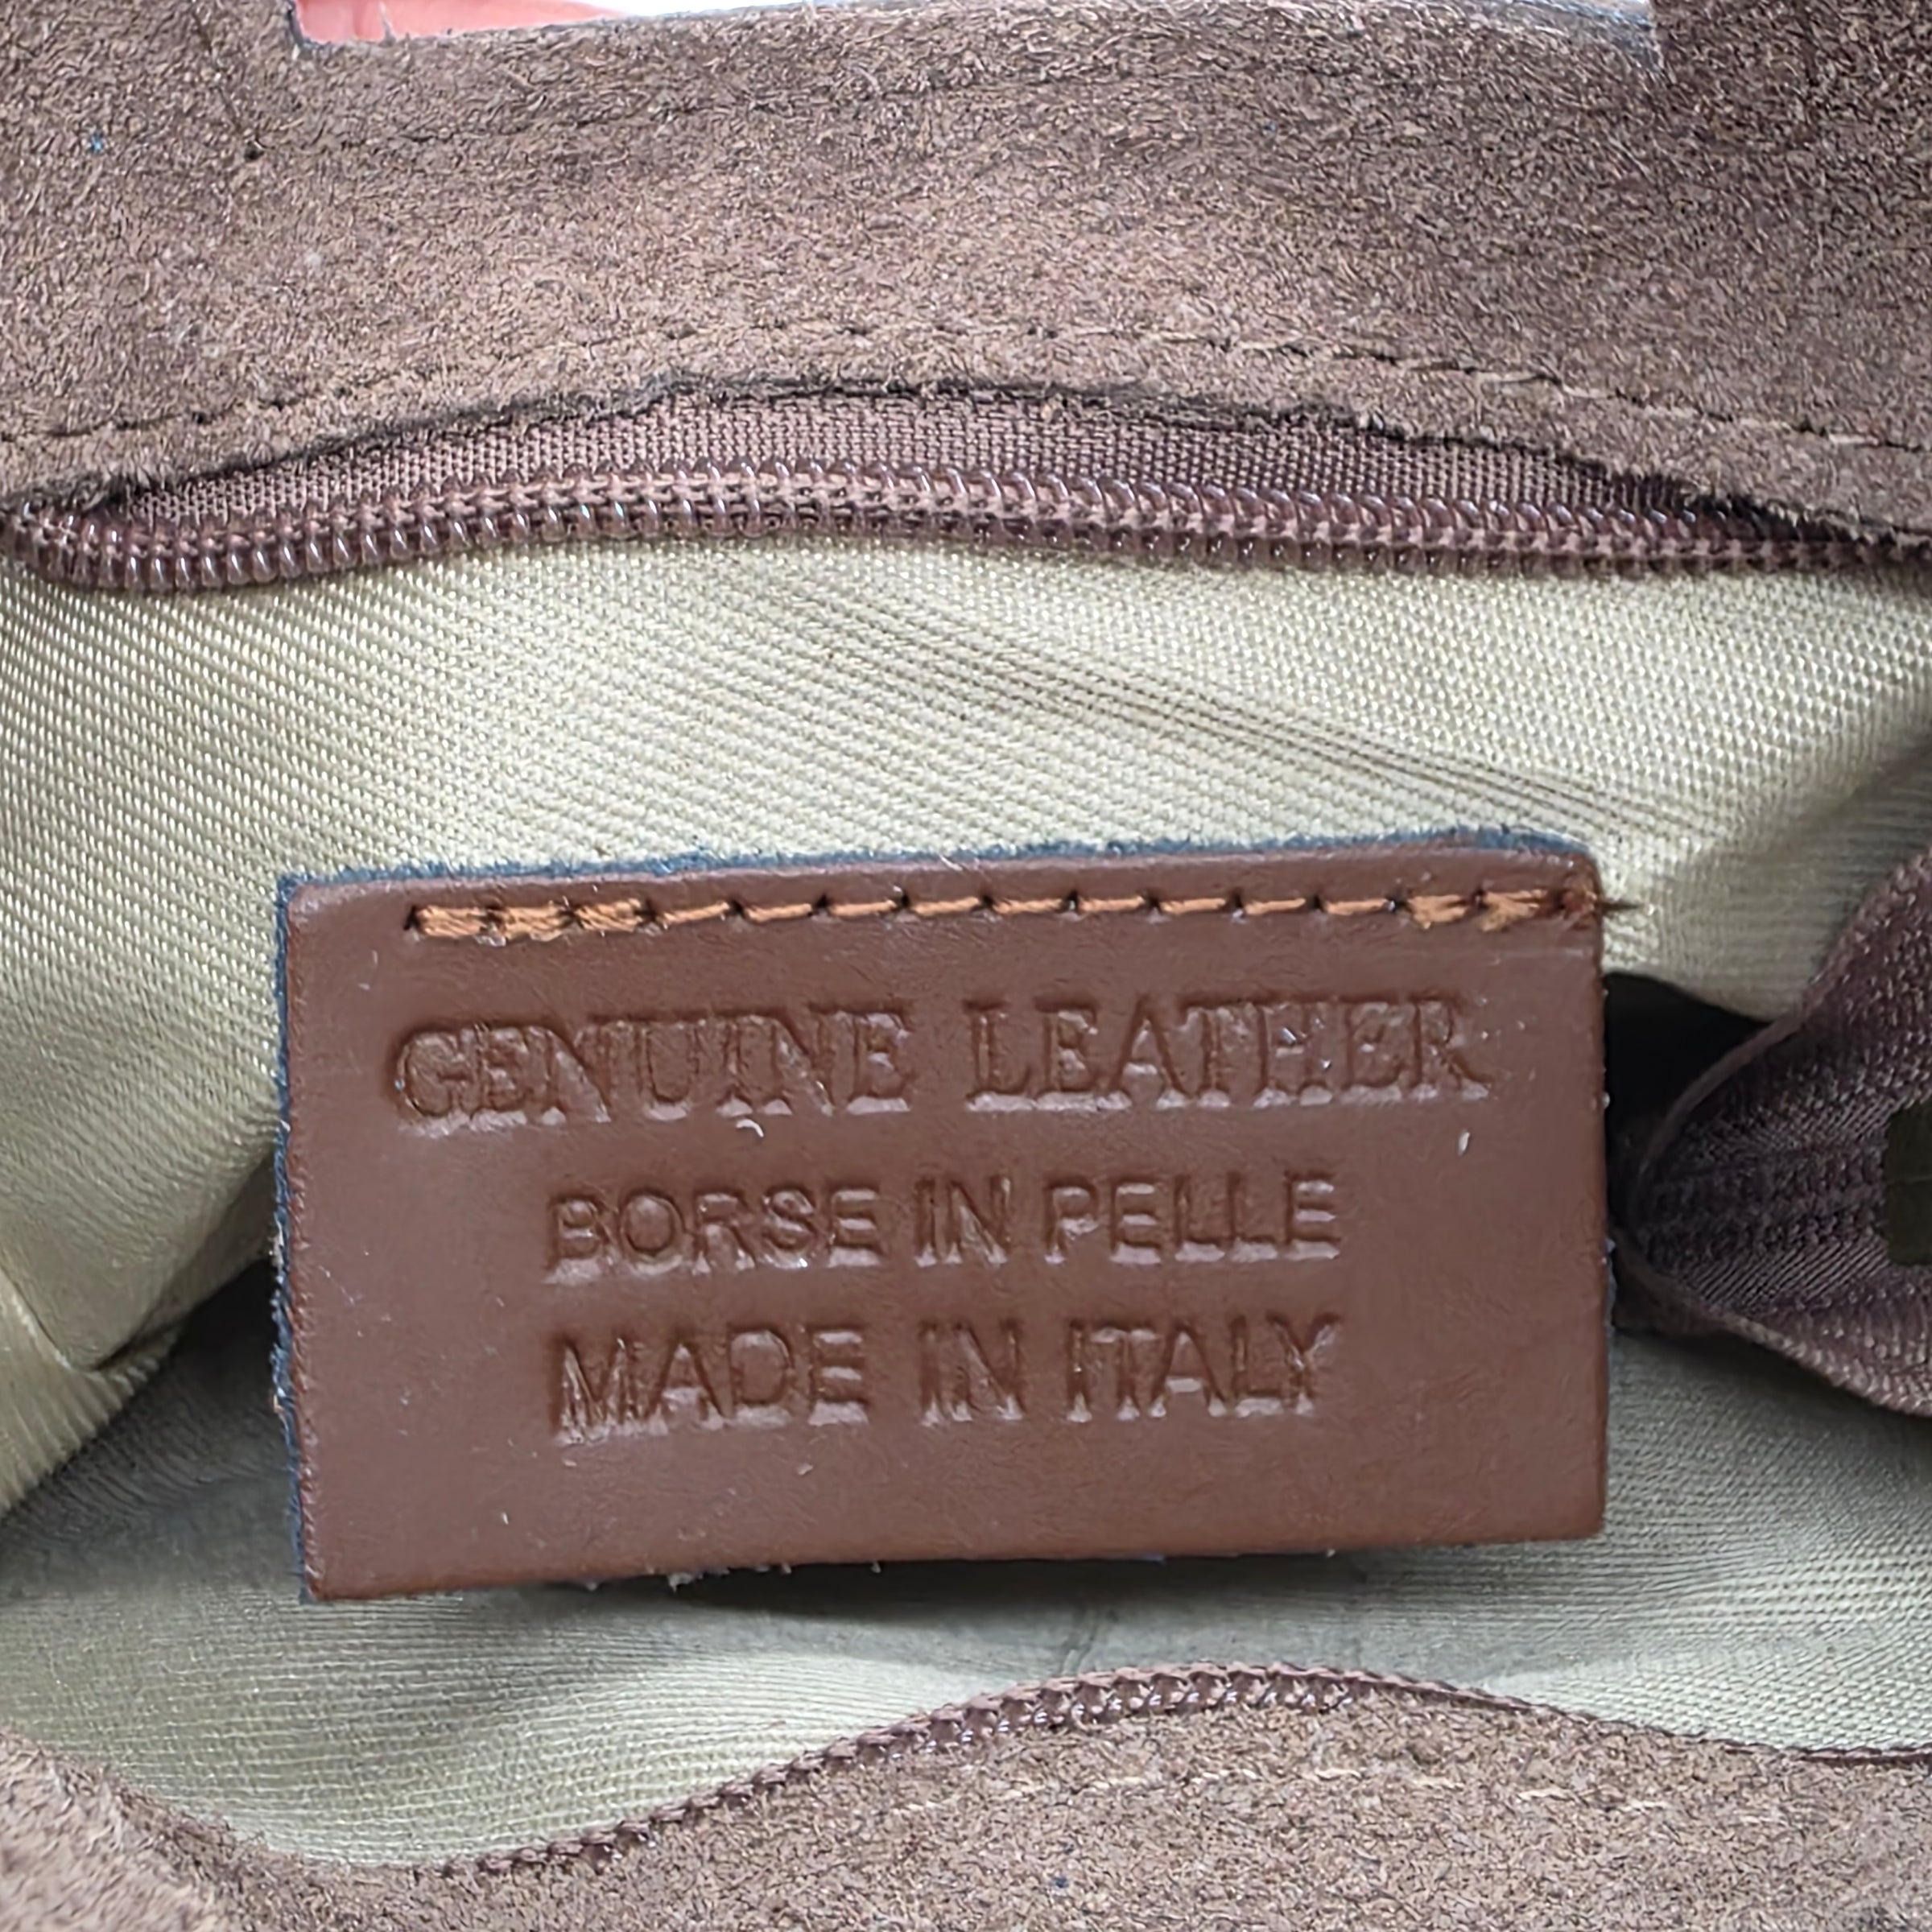 GENUINE LEATHER
BORSE IN PELLE
MADE IN ITALY